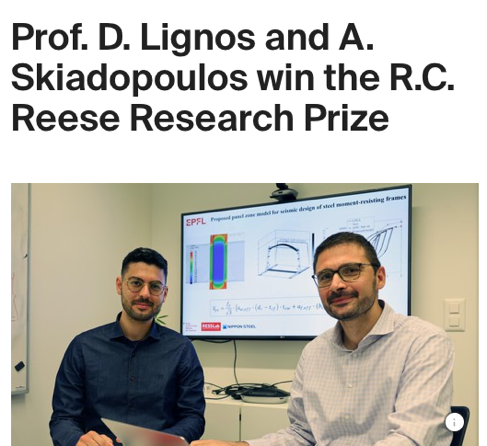 Prof. D. Lignos and A.
Skiadopoulos win the R.C.
Reese Research Prize
EPFL
Proposed panel zone model for seismic design of steel moment-resisting frames
RESSLab
NIPPON STEEL